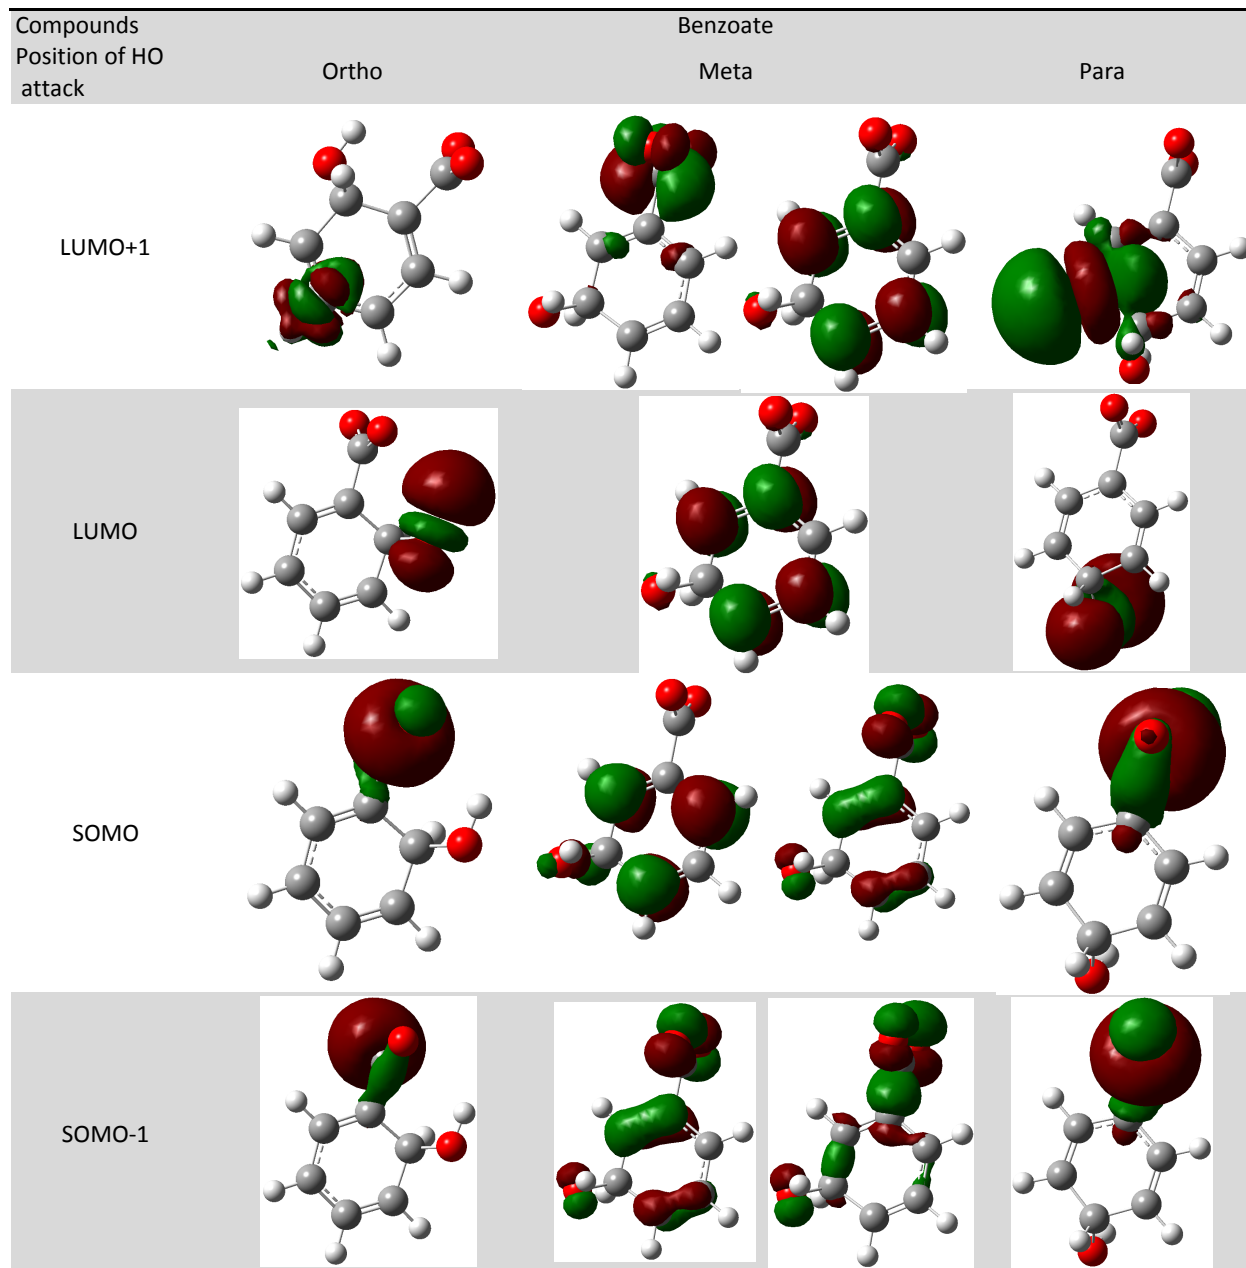 Compounds
Benzoate
Position of HO
attack
Ortho
Meta
Para
LUMO+1
LUMO
SOMO
SOMO-1